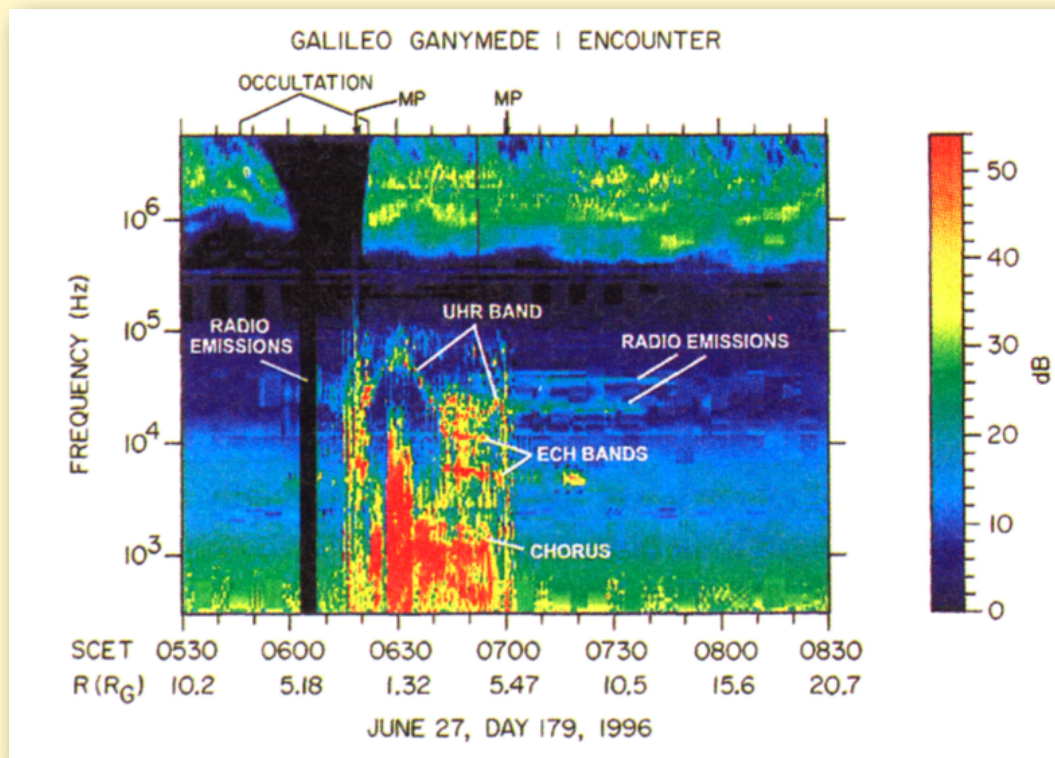 GALILEO GANYMEDE I ENCOUNTER
OCCULTATION
MP
MP
FREQUENCY (Hz)
10⁶
10⁵
10⁴
10³
UHR BAND
RADIO
EMISSIONS
RADIO EMISSIONS
ECH BANDS
CHORUS
50
40
30
20
10
0
dB
SCET 0530 0600 0630 0700 0730 0800 0830
R (R_G) 10.2 5.18 1.32 5.47 10.5 15.6 20.7
JUNE 27, DAY 179, 1996